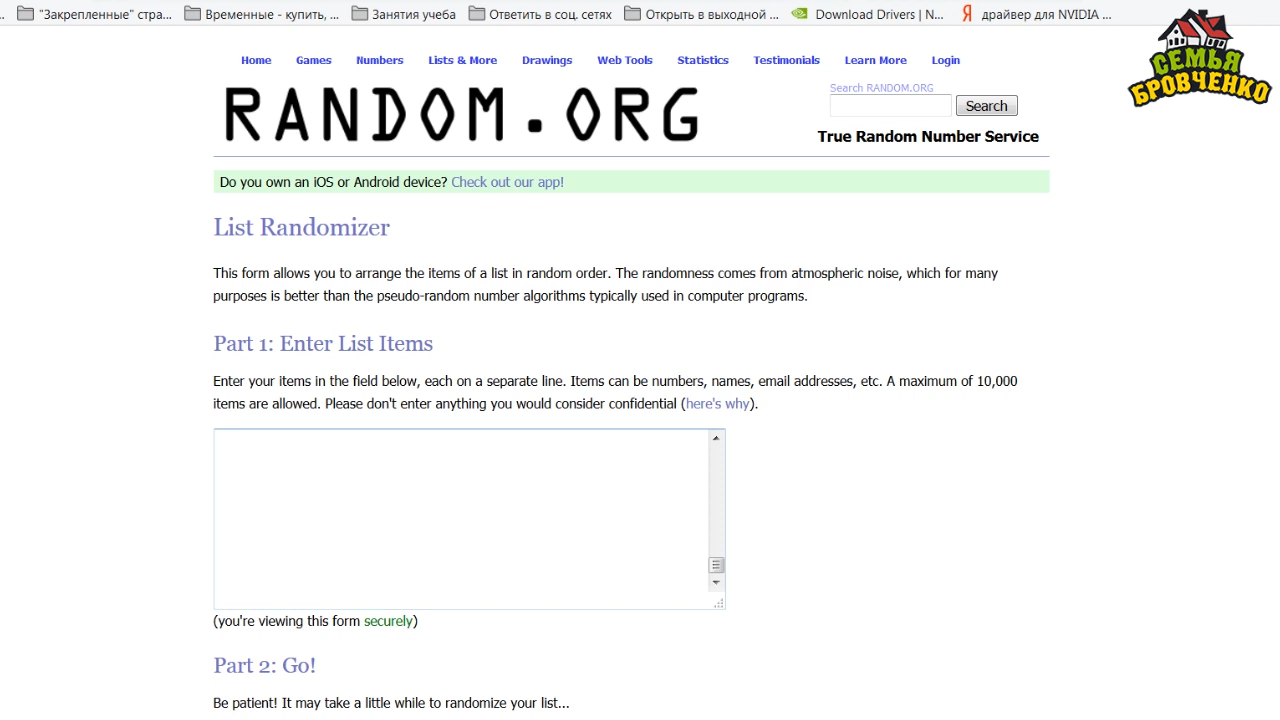 "Закрепленные" стра... Временные - купить, ... Занятия учеба Ответить в соц. сетях Открыть в выходной ... Download Drivers | N... драйвер для NVIDIA ...
СЕМЬЯ
БРОВЧЕНКО
Home Games Numbers Lists & More Drawings Web Tools Statistics Testimonials Learn More Login
RANDOM.ORG
Search RANDOM.ORG
Search
True Random Number Service
Do you own an iOS or Android device? Check out our app!
List Randomizer
This form allows you to arrange the items of a list in random order. The randomness comes from atmospheric noise, which for many
purposes is better than the pseudo-random number algorithms typically used in computer programs.
Part 1: Enter List Items
Enter your items in the field below, each on a separate line. Items can be numbers, names, email addresses, etc. A maximum of 10,000
items are allowed. Please don't enter anything you would consider confidential (here's why).
(you're viewing this form securely)
Part 2: Go!
Be patient! It may take a little while to randomize your list...